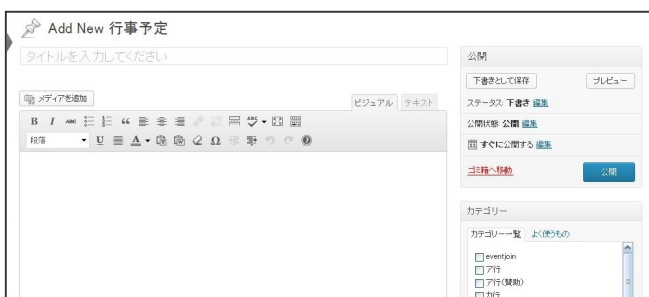 Add New 行事予定
タイトルを入力してください
メディアを追加
ビジュアル テキスト
B I ABC
段落 U A Ω
公開
下書きとして保存 プレビュー
ステータス: 下書き 編集
公開状態: 公開 編集
すぐに公開する 編集
ゴミ箱へ移動 公開
カテゴリー
カテゴリー一覧 よく使うもの
eventjoin
ア行
ア行(賛助)
カ行